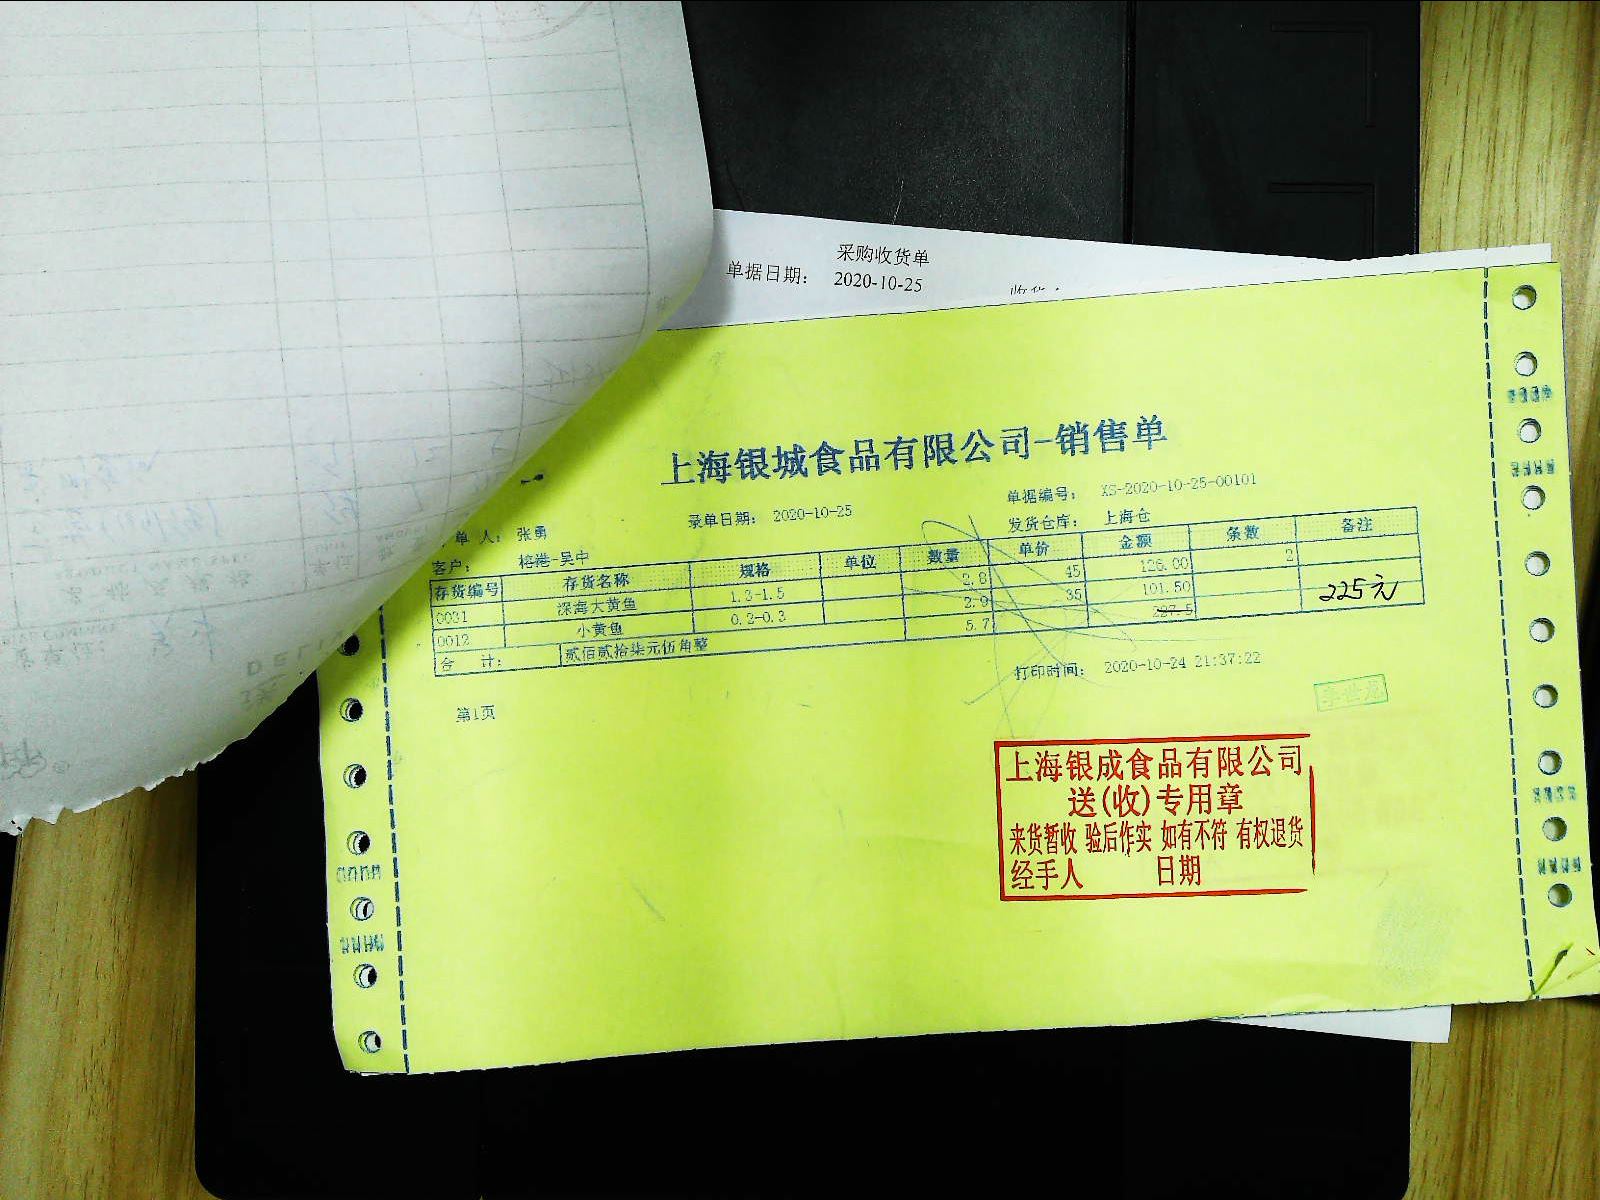 采购收货单
单据日期: 2020-10-25
上海银城食品有限公司-销售单
单据编号: XS-2020-10-25-00101
单 人: 张勇 录单日期: 2020-10-25 发货仓库: 上海仓
客户: 榕港-吴中
存货编号 存货名称 规格 单位 数量 单价 金额 条数 备注
0031 深海大黄鱼 1.3-1.5 2.8 45 126.00 2
0012 小黄鱼 0.2-0.3 2.9 35 101.50
合 计: 贰佰贰拾柒元伍角整 5.7 227.5 225元
第1页 打印时间: 2020-10-24 21:37:22
李世龙
上海银成食品有限公司
送(收)专用章
来货暂收 验后作实 如有不符 有权退货
经手人 日期